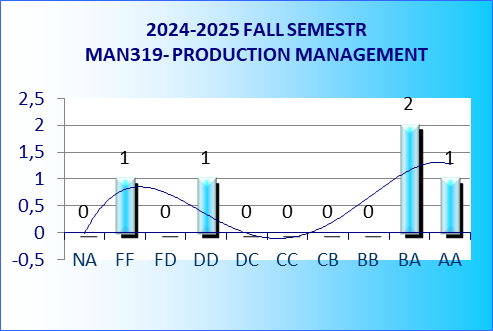 2024-2025 FALL SEMESTR
MAN319- PRODUCTION MANAGEMENT
2,5
2
1,5
1
0,5
0
-0,5
0 1 0 1 0 0 0 0 2 1
NA FF FD DD DC CC CB BB BA AA